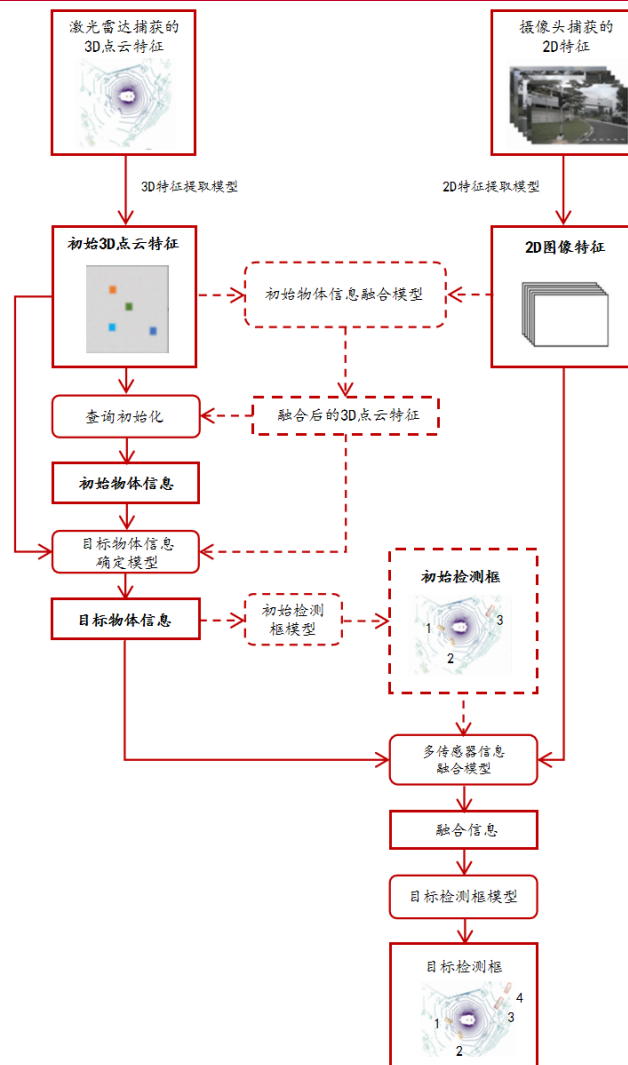 激光雷达捕获的
3D点云特征
摄像头捕获的
2D特征
3D特征提取模型
2D特征提取模型
初始3D点云特征
2D图像特征
初始物体信息融合模型
查询初始化
融合后的3D点云特征
初始物体信息
目标物体信息
确定模型
目标物体信息
初始检测
框模型
初始检测框
1
2
3
多传感器信息
融合模型
融合信息
目标检测框模型
目标检测框
4
3
1
2